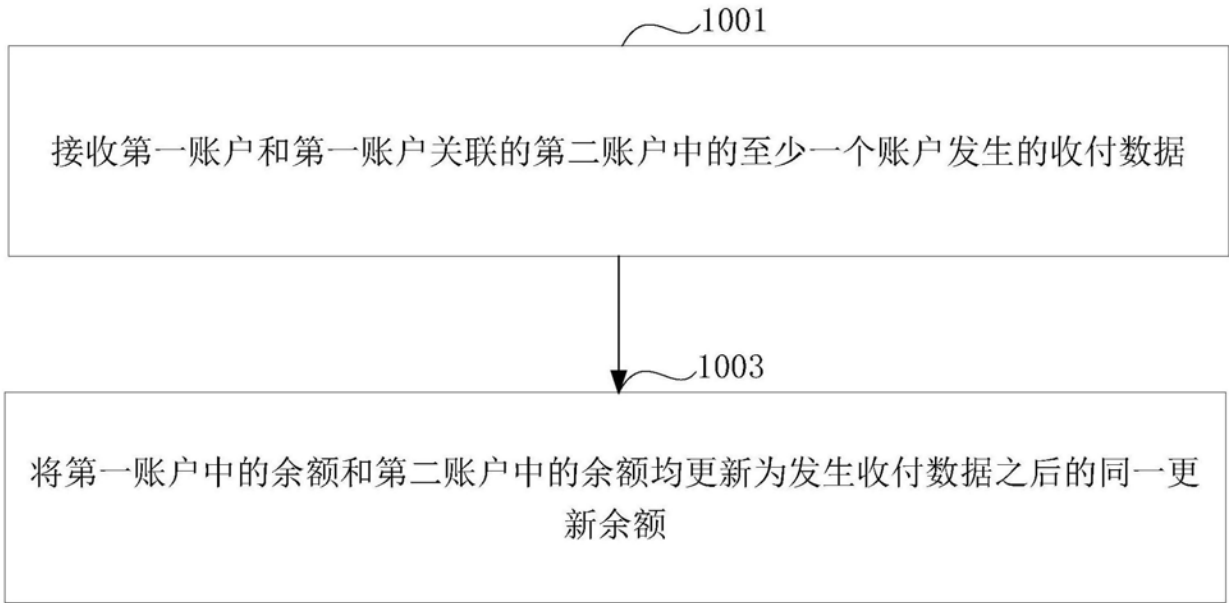 1001
接收第一账户和第一账户关联的第二账户中的至少一个账户发生的收付数据
1003
将第一账户中的余额和第二账户中的余额均更新为发生收付数据之后的同一更
新余额